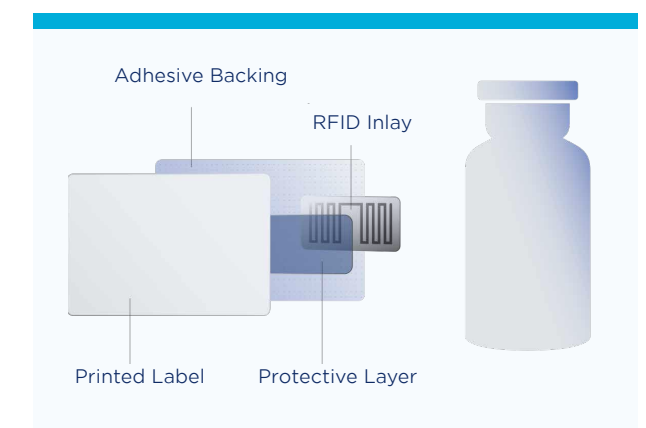 Adhesive Backing
RFID Inlay
Printed Label
Protective Layer